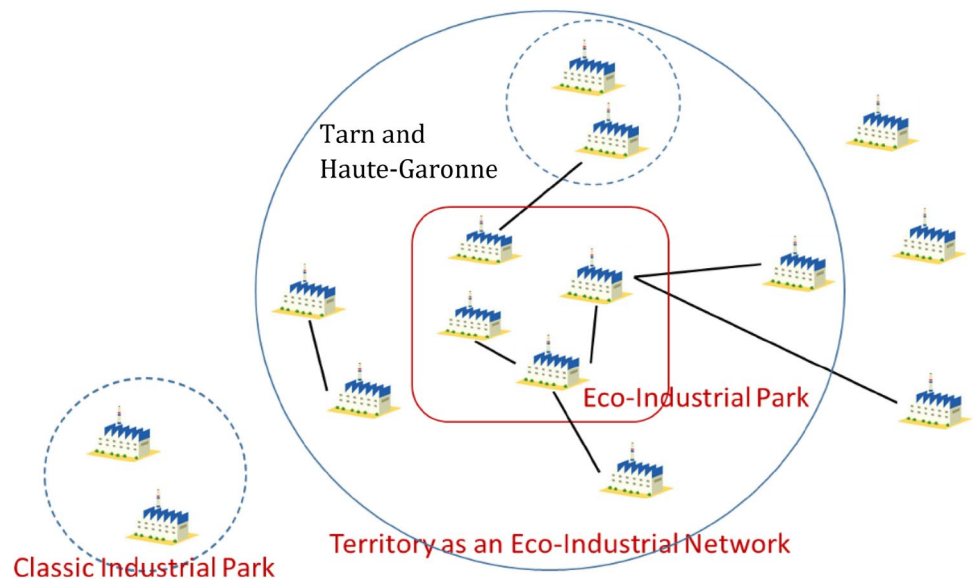 Tarn and
Haute-Garonne
Eco-Industrial Park
Territory as an Eco-Industrial Network
Classic Industrial Park